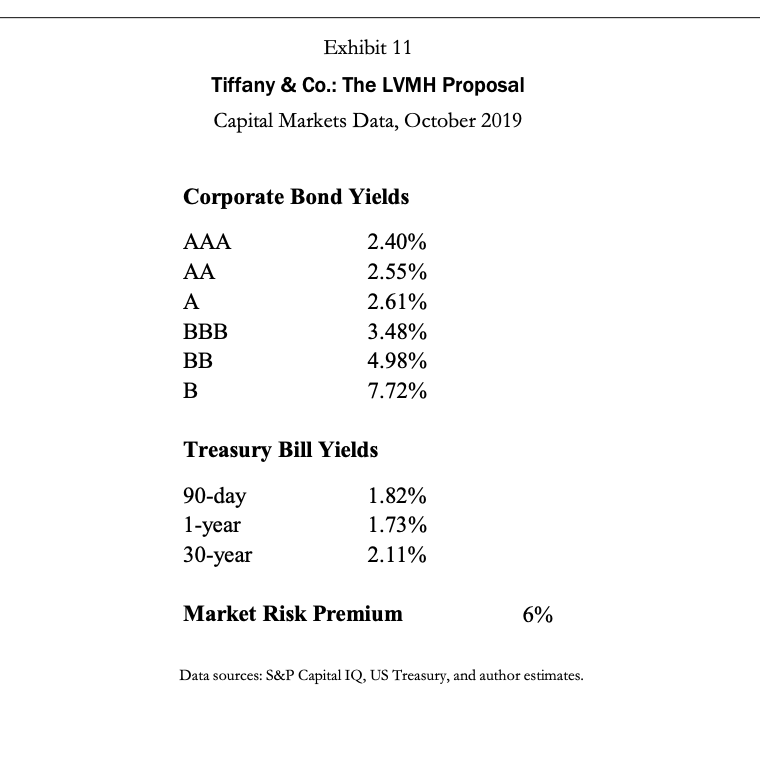 Exhibit 11
Tiffany & Co.: The LVMH Proposal
Capital Markets Data, October 2019
Corporate Bond Yields
AAA 2.40%
AA 2.55%
A 2.61%
BBB 3.48%
BB 4.98%
B 7.72%
Treasury Bill Yields
90-day 1.82%
1-year 1.73%
30-year 2.11%
Market Risk Premium 6%
Data sources: S&P Capital IQ, US Treasury, and author estimates.